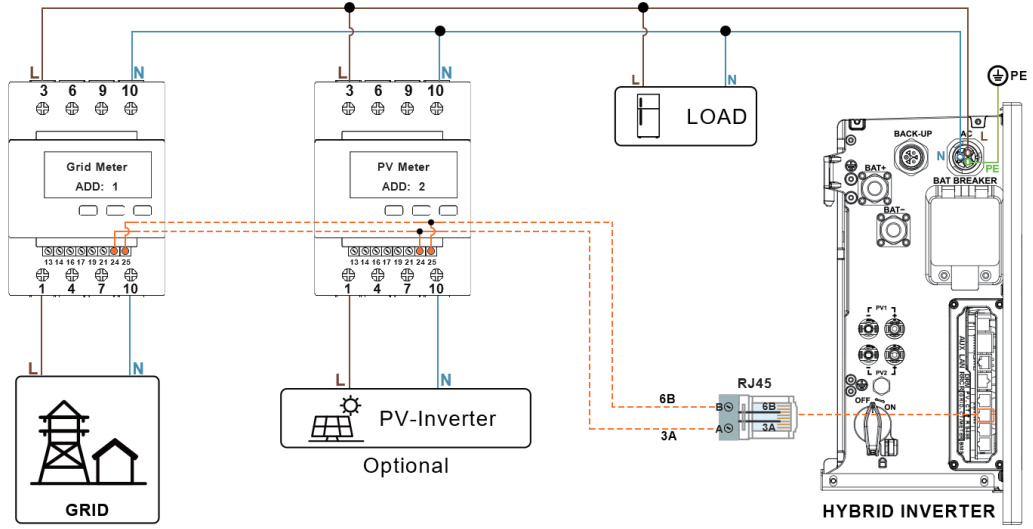 L
N
L
N
L
N
PE
3 6 9 10
3 6 9 10
LOAD
BACK-UP
AC
L
N
PE
Grid Meter
ADD: 1
PV Meter
ADD: 2
BAT+
BAT BREAKER
BAT-
13 14 16 17 19 21 24 25
13 14 16 17 19 21 24 25
1 4 7 10
1 4 7 10
PV1
- +
- +
PV2
L
N
L
N
RJ45
6B
B
6B
A
3A
3A
OFF
ON
AUX LAN
PV-Inverter
Optional
GRID
HYBRID INVERTER